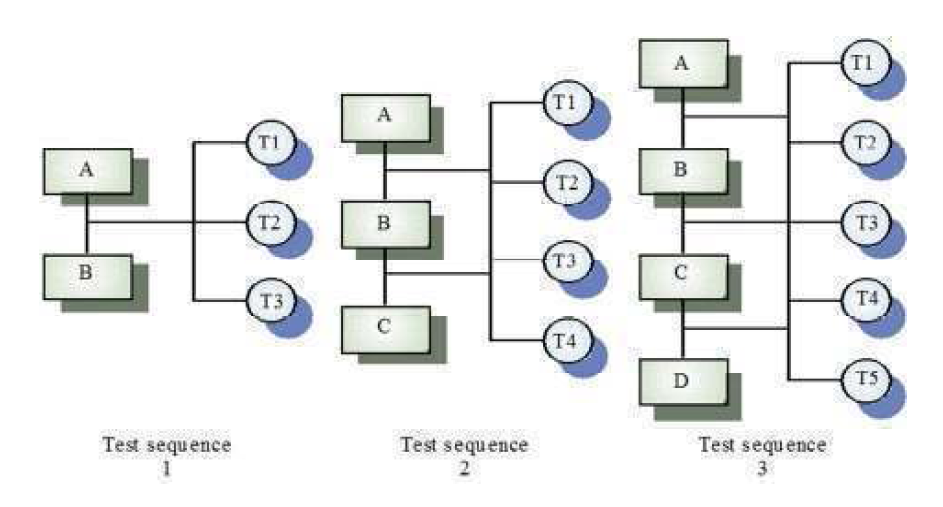 A
B
T1
T2
T3
Test sequence
1
A
B
C
T1
T2
T3
T4
Test sequence
2
A
B
C
D
T1
T2
T3
T4
T5
Test sequence
3